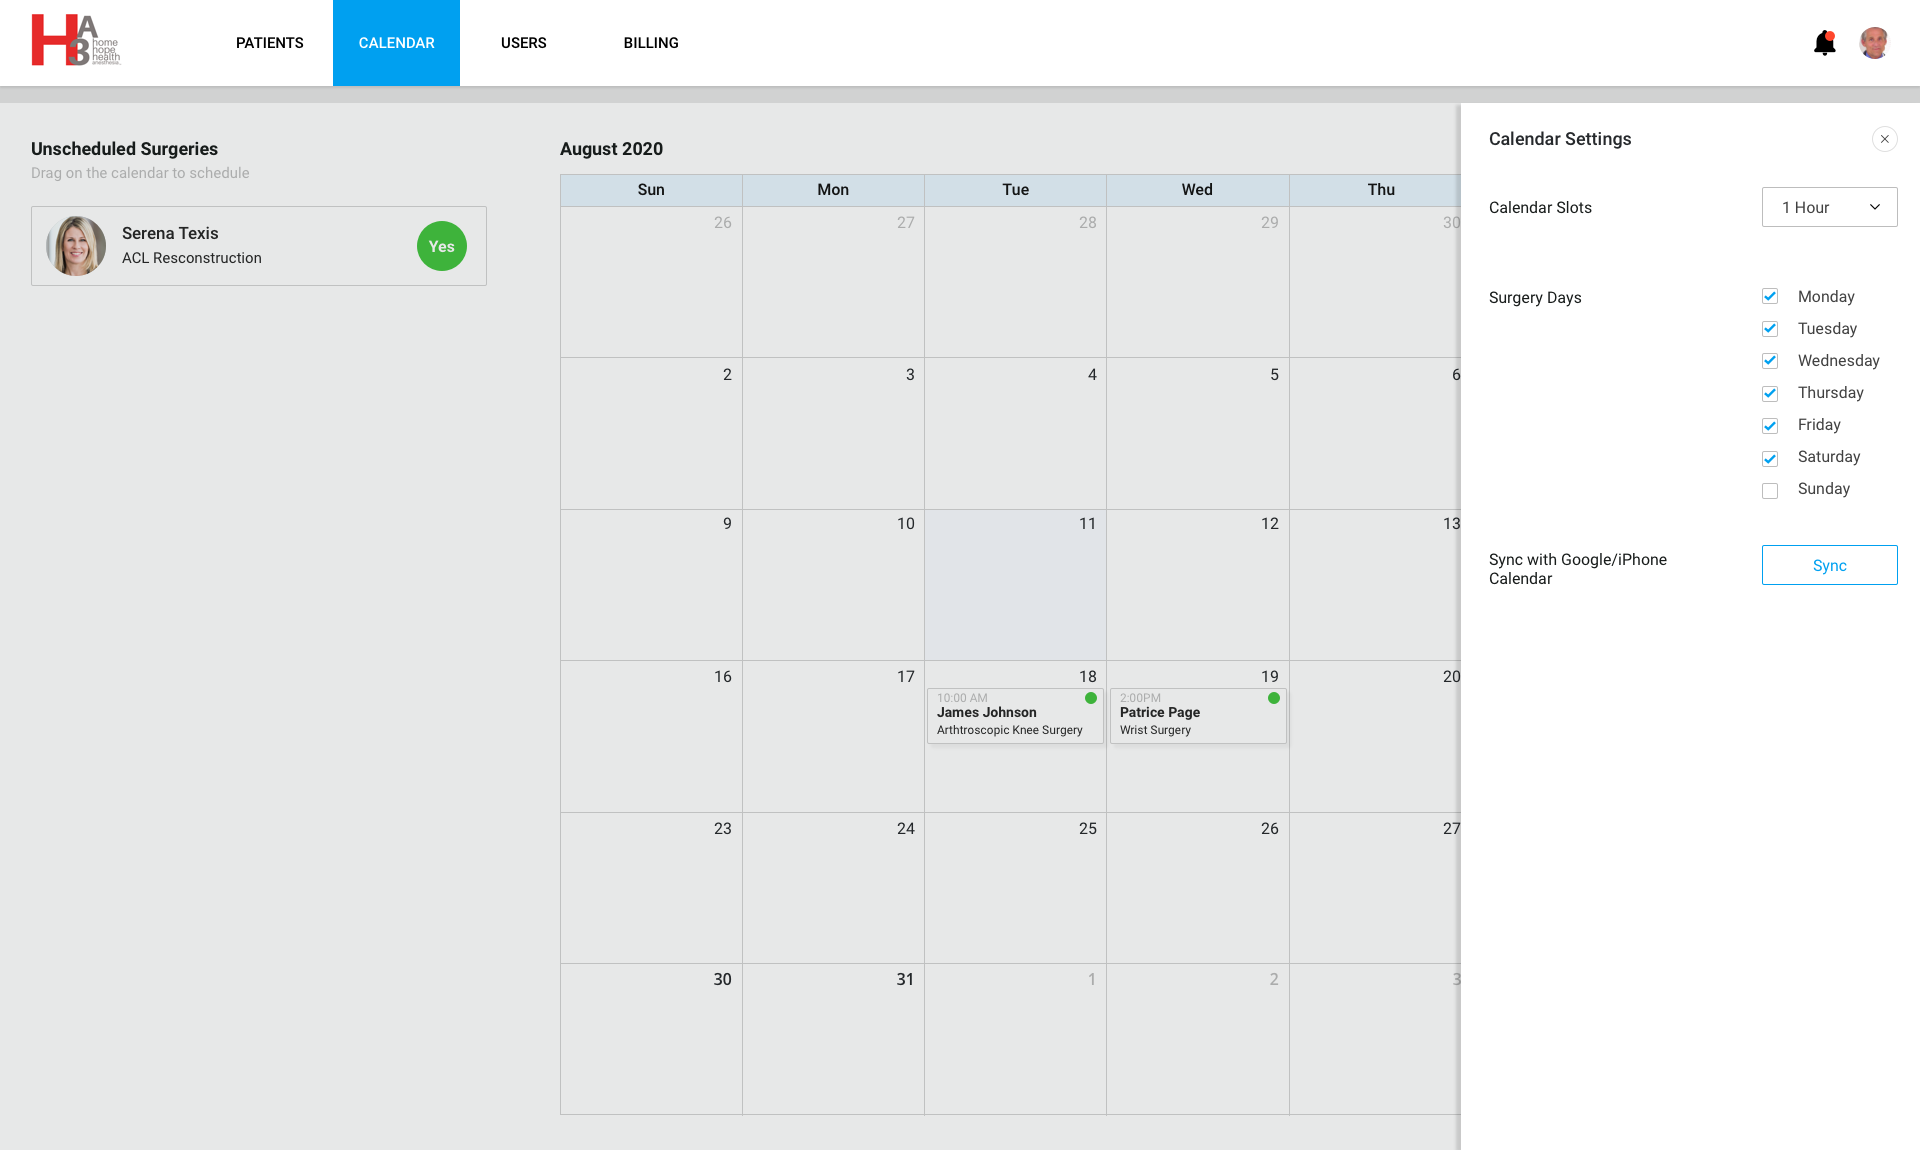 HA3 home
hope
health
anesthesia
PATIENTS CALENDAR USERS BILLING
Unscheduled Surgeries
Drag on the calendar to schedule
Serena Texis
ACL Resconstruction
Yes
August 2020
Sun Mon Tue Wed Thu
26 27 28 29 30
2 3 4 5 6
9 10 11 12 13
16 17 18 19 20
10:00 AM
James Johnson
Arthtroscopic Knee Surgery
2:00PM
Patrice Page
Wrist Surgery
23 24 25 26 27
30 31 1 2 3
Calendar Settings
Calendar Slots
1 Hour
Surgery Days
Monday
Tuesday
Wednesday
Thursday
Friday
Saturday
Sunday
Sync with Google/iPhone
Calendar
Sync